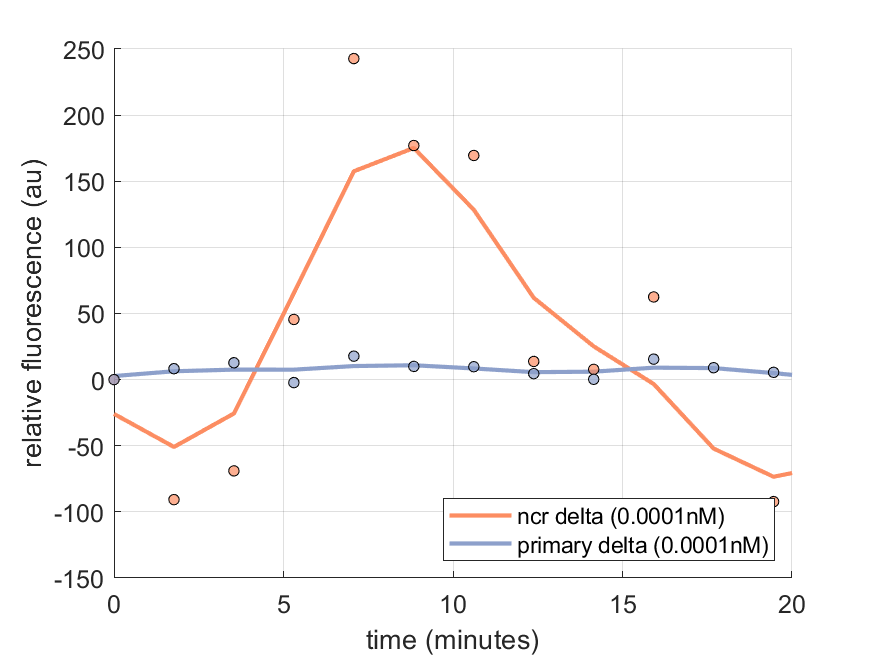 250
200
150
100
50
0
-50
-100
-150
0 5 10 15 20
relative fluorescence (au)
time (minutes)
ncr delta (0.0001nM)
primary delta (0.0001nM)